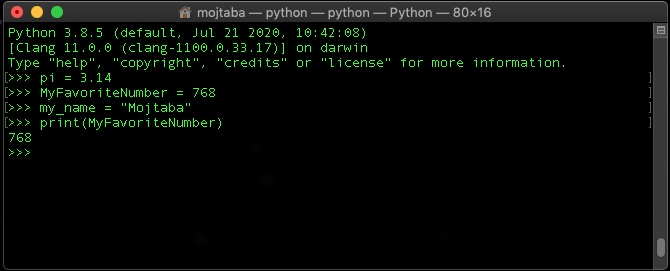 mojtaba — python — python — Python — 80×16
Python 3.8.5 (default, Jul 21 2020, 10:42:08)
[Clang 11.0.0 (clang-1100.0.33.17)] on darwin
Type "help", "copyright", "credits" or "license" for more information.
[>>> pi = 3.14 ]
[>>> MyFavoriteNumber = 768 ]
[>>> my_name = "Mojtaba" ]
[>>> print(MyFavoriteNumber) ]
768
>>>